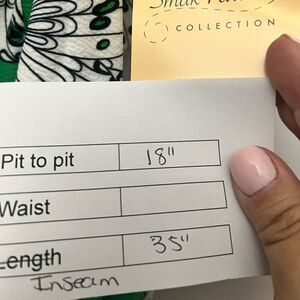 COLLECTION
Pit to pit 18"
Waist
Length 35"
Inseam